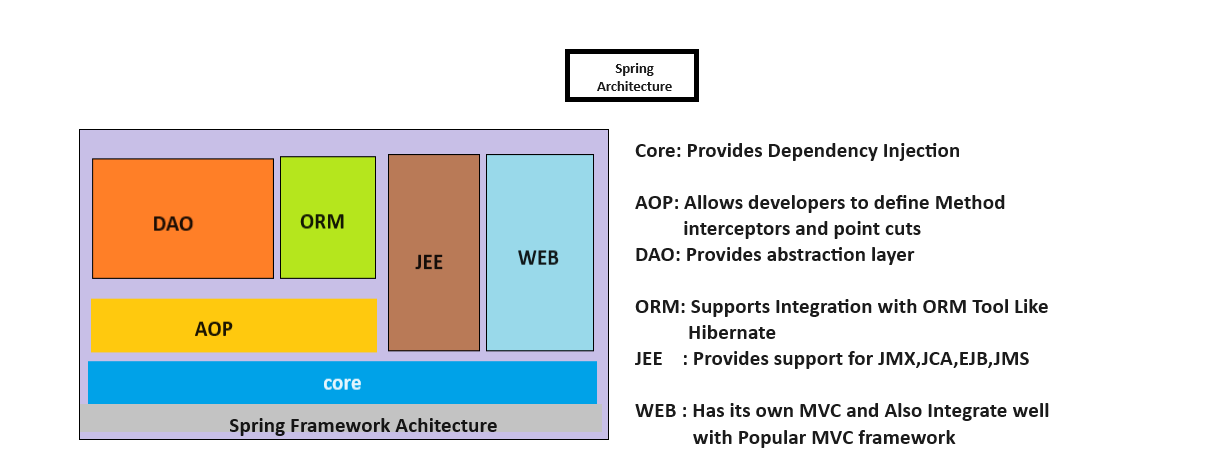 Spring
Architecture
DAO
ORM
JEE
WEB
AOP
core
Spring Framework Achitecture
Core: Provides Dependency Injection
AOP: Allows developers to define Method
interceptors and point cuts
DAO: Provides abstraction layer
ORM: Supports Integration with ORM Tool Like
Hibernate
JEE : Provides support for JMX,JCA,EJB,JMS
WEB : Has its own MVC and Also Integrate well
with Popular MVC framework